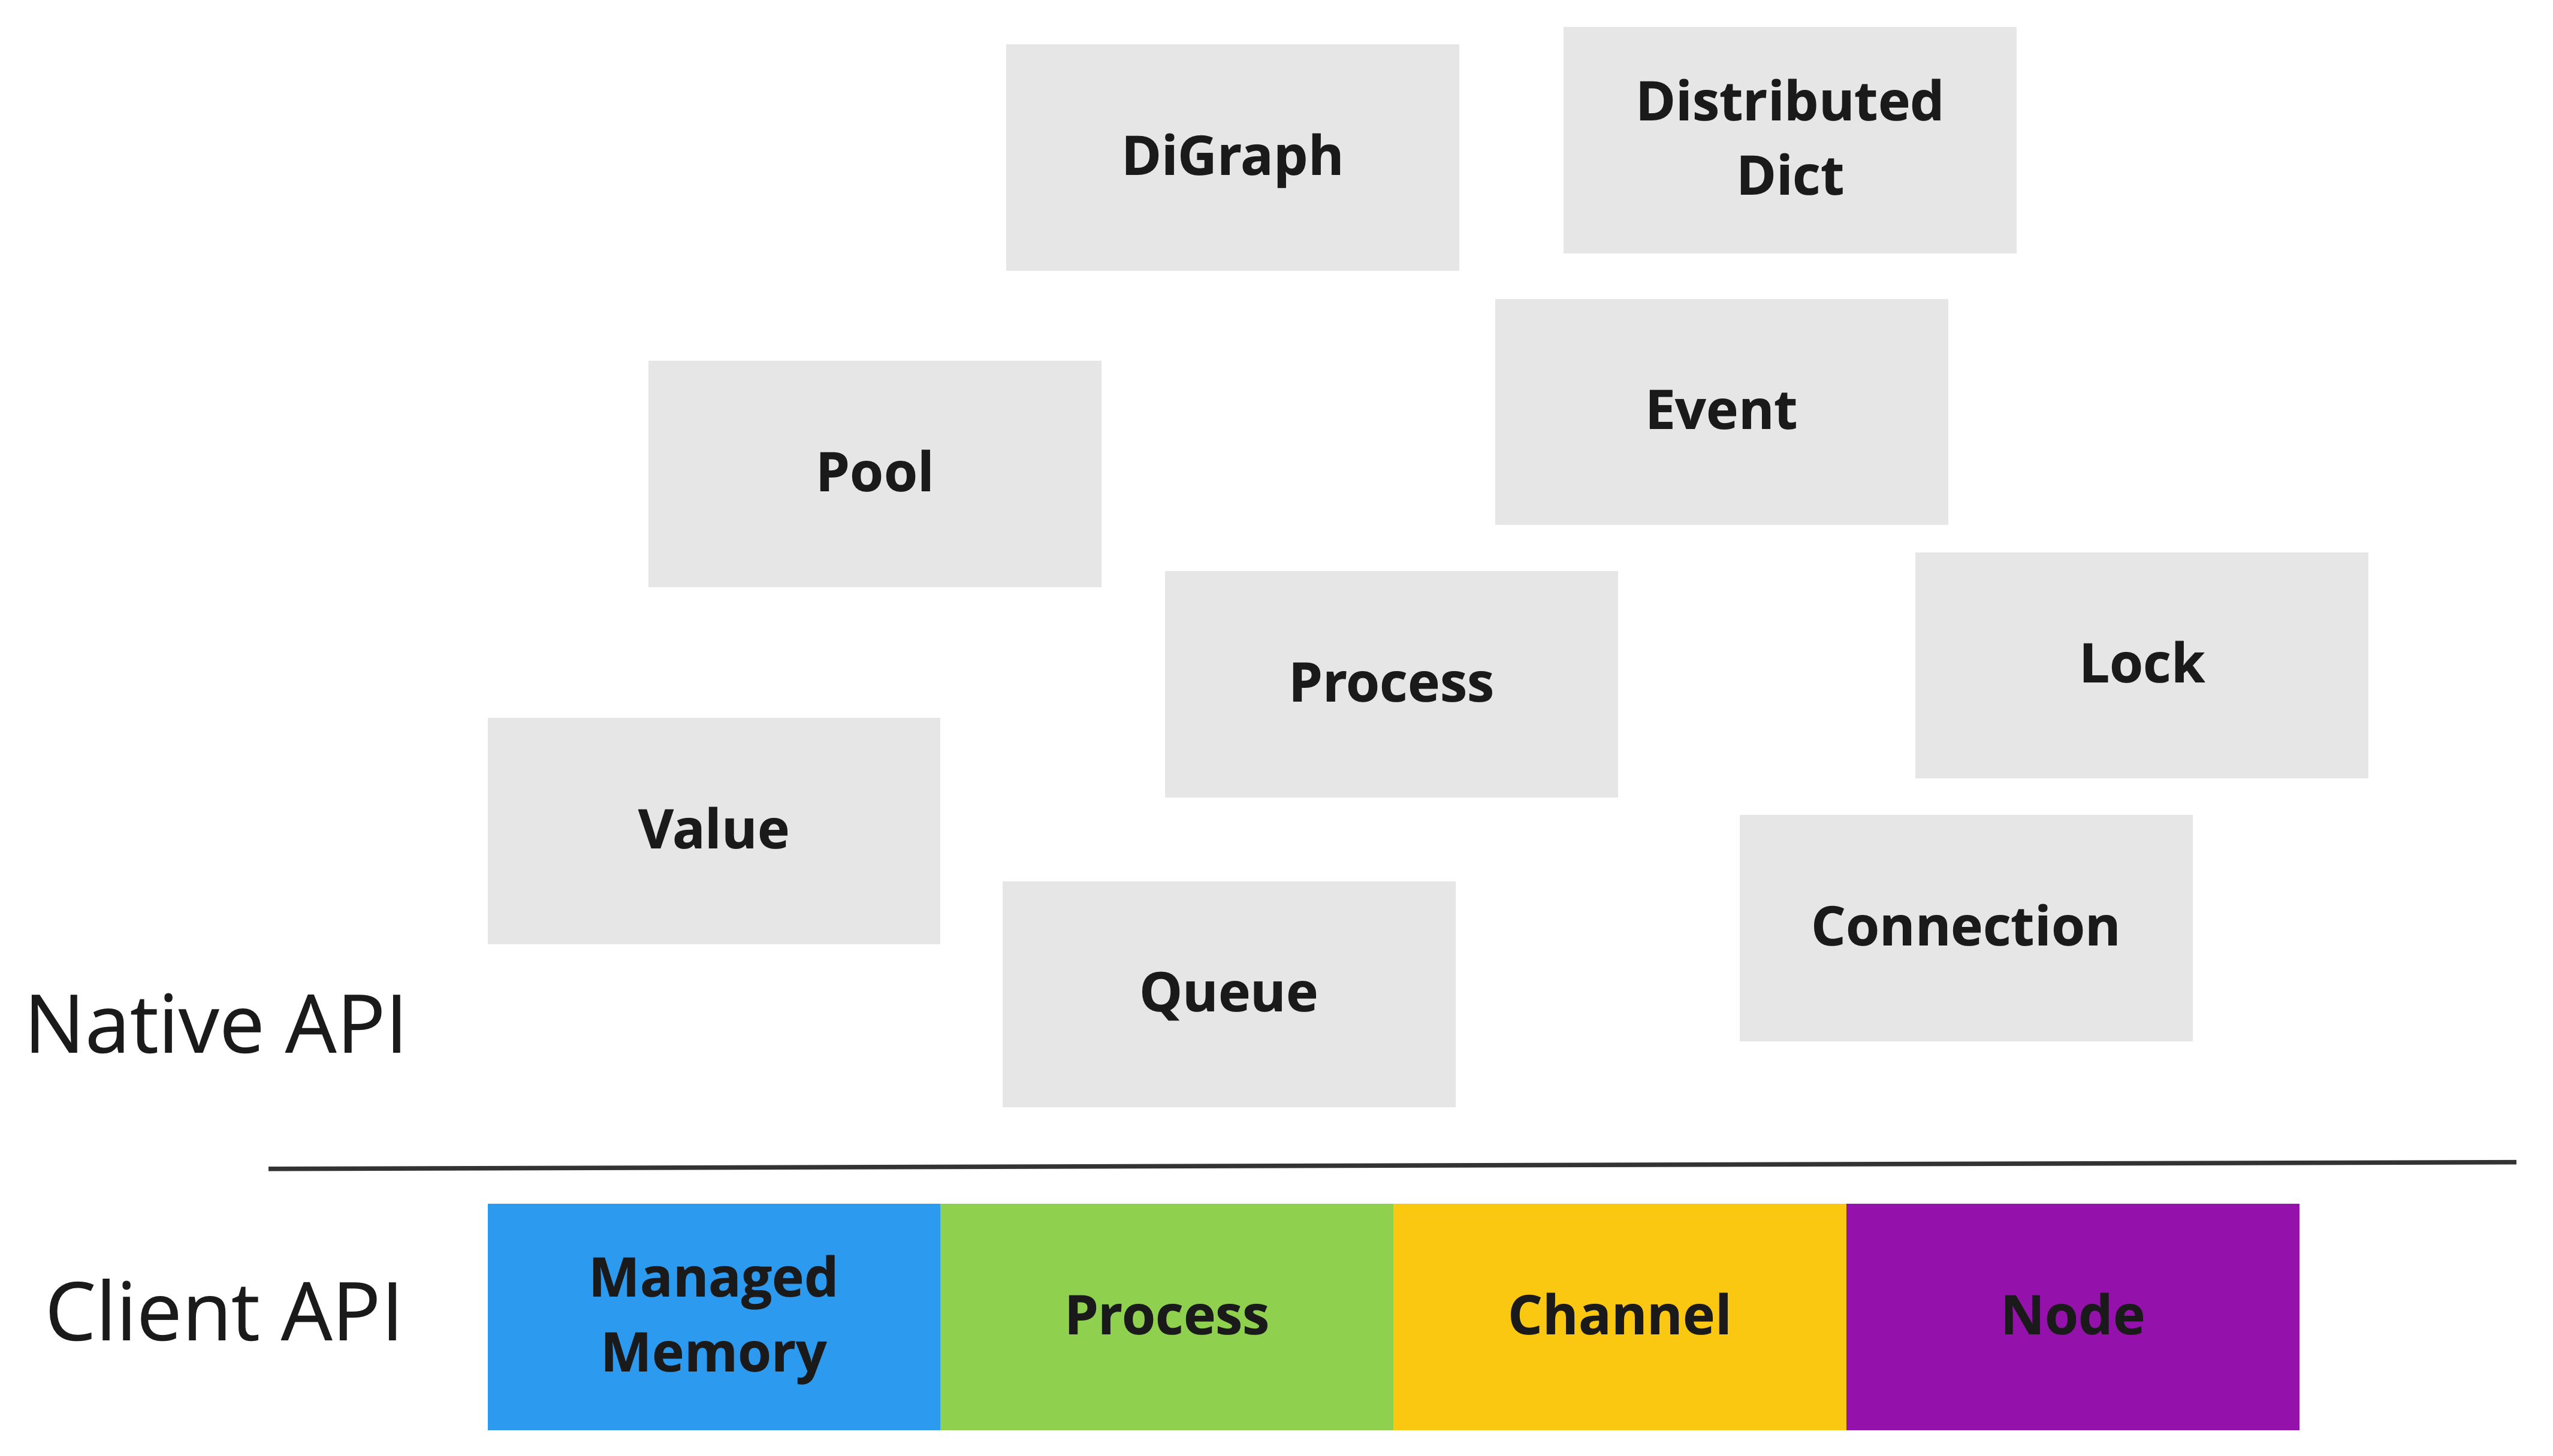 DiGraph
Distributed
Dict
Event
Pool
Process
Lock
Value
Connection
Queue
Native API
Client API
Managed
Memory
Process
Channel
Node